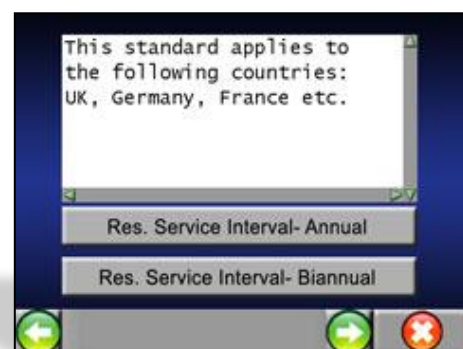 This standard applies to
the following countries:
UK, Germany, France etc.
Res. Service Interval- Annual
Res. Service Interval- Biannual